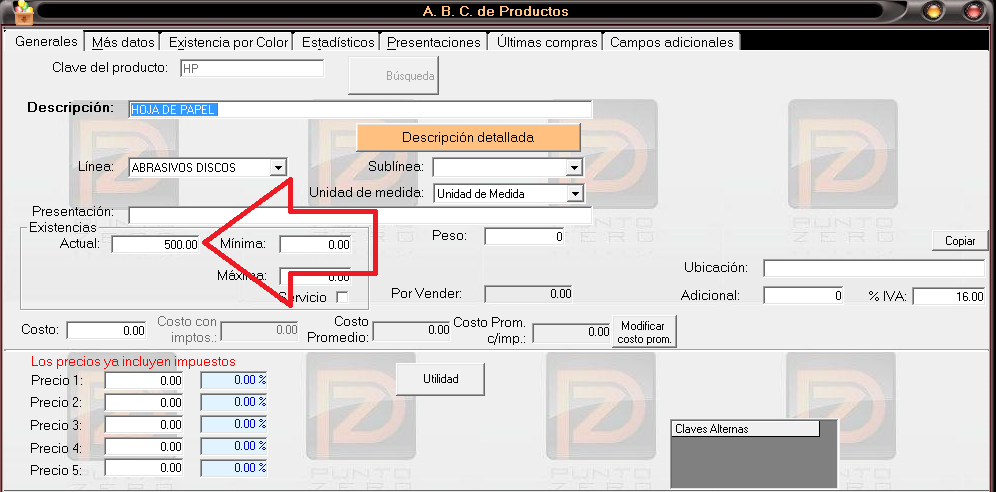 A. B. C. de Productos
Generales Más datos Existencia por Color Estadísticos Presentaciones Últimas compras Campos adicionales
Clave del producto: HP Búsqueda
Descripción: HOJA DE PAPEL
Descripción detallada
Línea: ABRASIVOS DISCOS Sublínea:
Unidad de medida: Unidad de Medida
Presentación:
Existencias
Actual: 500.00 Mínima: 0.00 Peso: 0
Copiar
Máxima: 0.00 Ubicación:
Servicio Por Vender: 0.00 Adicional: 0 % IVA: 16.00
Costo: 0.00 Costo con imptos.: 0.00 Costo Promedio: 0.00 Costo Prom. c/imp.: 0.00 Modificar costo prom.
Los precios ya incluyen impuestos
Precio 1: 0.00 0.00 % Utilidad
Precio 2: 0.00 0.00 %
Precio 3: 0.00 0.00 %
Claves Alternas
Precio 4: 0.00 0.00 %
Precio 5: 0.00 0.00 %
PUNTO
ZERO